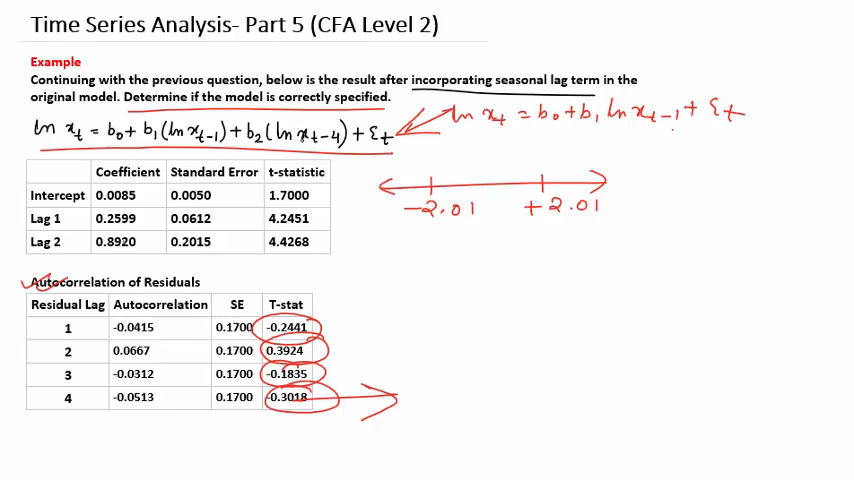 Time Series Analysis- Part 5 (CFA Level 2)
Example
Continuing with the previous question, below is the result after incorporating seasonal lag term in the
original model. Determine if the model is correctly specified.
ln xt = b0 + b1 (ln xt-1) + b2 (ln xt-4) + εt
ln xt = b0 + b1 ln xt-1 + εt
Coefficient Standard Error t-statistic
Intercept 0.0085 0.0050 1.7000
Lag 1 0.2599 0.0612 4.2451
Lag 2 0.8920 0.2015 4.4268
-2.01 +2.01
Autocorrelation of Residuals
Residual Lag Autocorrelation SE T-stat
1 -0.0415 0.1700 -0.2441
2 0.0667 0.1700 0.3924
3 -0.0312 0.1700 -0.1835
4 -0.0513 0.1700 -0.3018